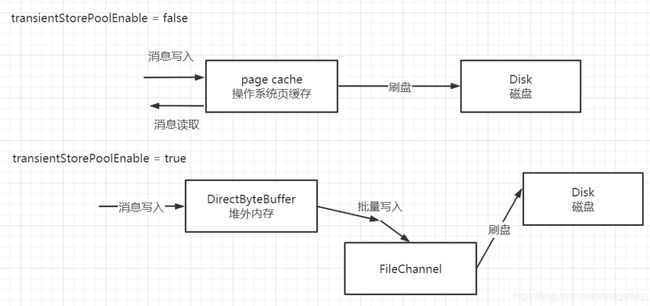 transientStorePoolEnable = false
消息写入
page cache
操作系统页缓存
刷盘
Disk
磁盘
消息读取
transientStorePoolEnable = true
消息写入
DirectByteBuffer
堆外内存
批量写入
Disk
磁盘
刷盘
FileChannel